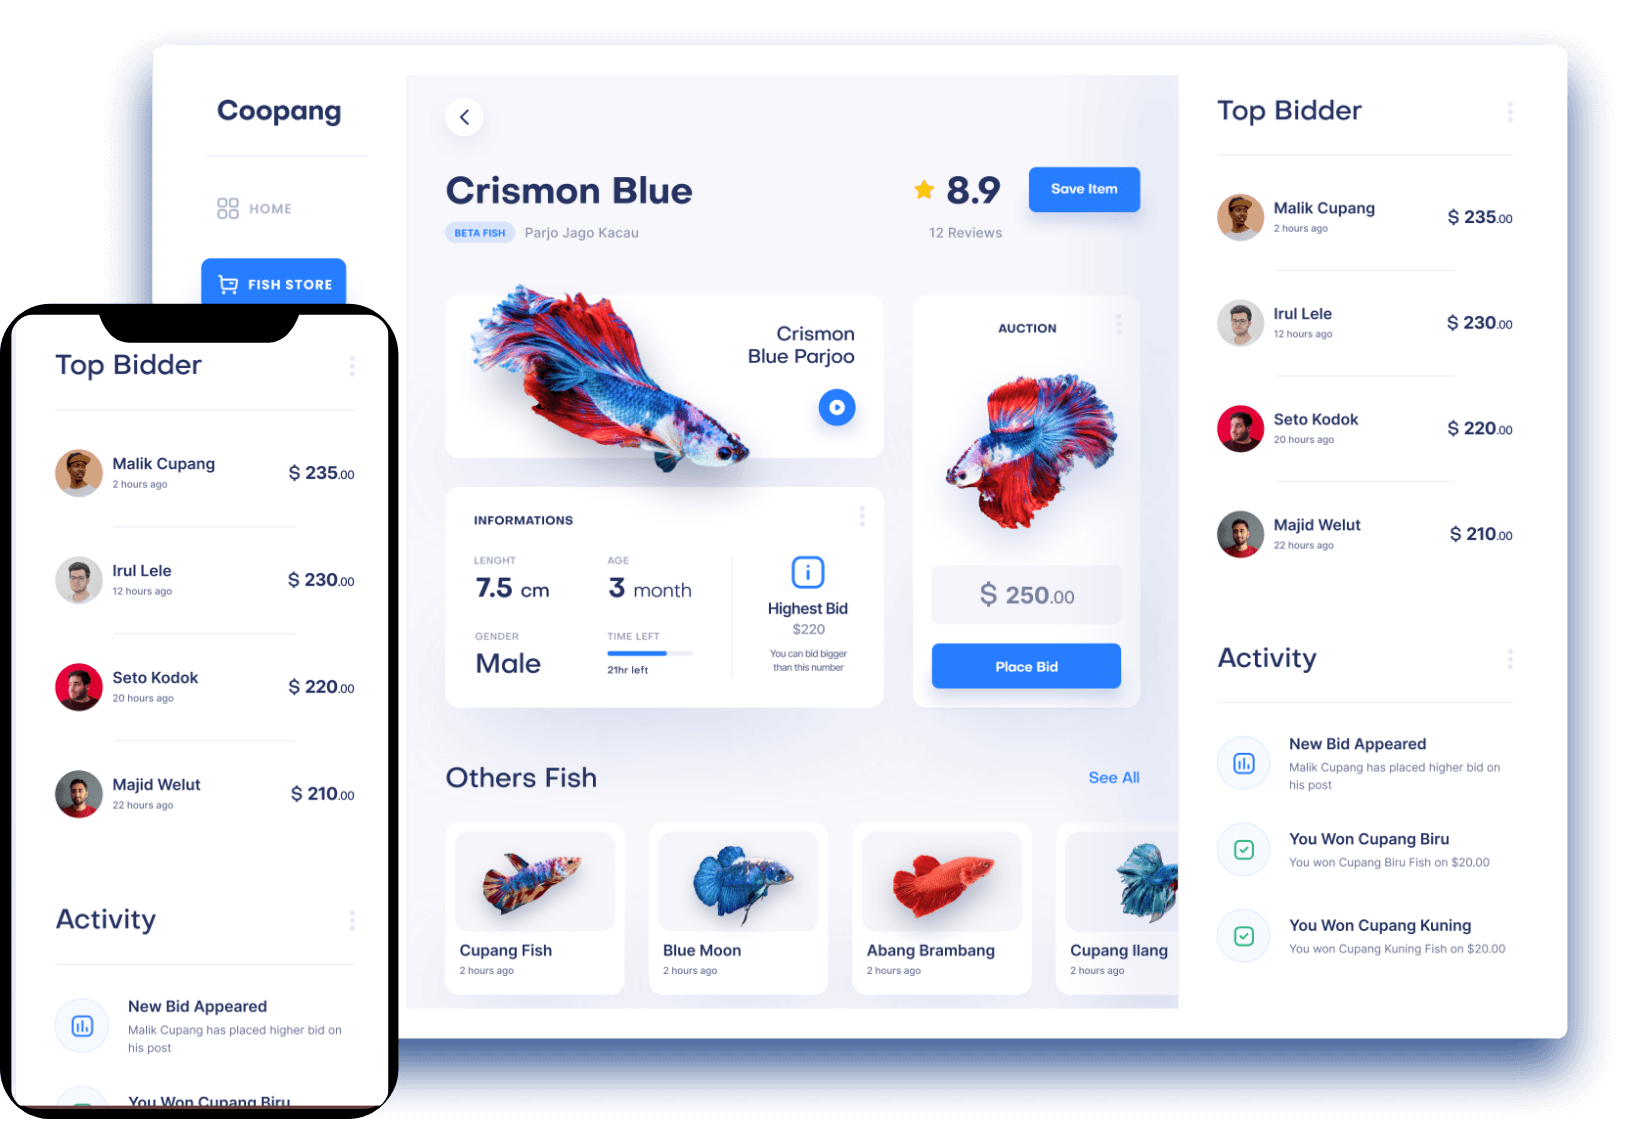 Coopang
HOME
FISH STORE
Crismon Blue
BETA FISH Parjo Jago Kacau
8.9
12 Reviews
Save Item
Crismon
Blue Parjoo
INFORMATIONS
LENGHT
7.5 cm
AGE
3 month
GENDER
Male
TIME LEFT
21hr left
Highest Bid
$220
You can bid bigger
than this number
AUCTION
$ 250.00
Place Bid
Others Fish
See All
Cupang Fish
2 hours ago
Blue Moon
2 hours ago
Abang Brambang
2 hours ago
Cupang Ilang
2 hours ago
Top Bidder
Malik Cupang
2 hours ago
$ 235.00
Irul Lele
12 hours ago
$ 230.00
Seto Kodok
20 hours ago
$ 220.00
Majid Welut
22 hours ago
$ 210.00
Activity
New Bid Appeared
Malik Cupang has placed higher bid on
his post
You Won Cupang Biru
You won Cupang Biru Fish on $20.00
You Won Cupang Kuning
You won Cupang Kuning Fish on $20.00
Top Bidder
Malik Cupang
2 hours ago
$ 235.00
Irul Lele
12 hours ago
$ 230.00
Seto Kodok
20 hours ago
$ 220.00
Majid Welut
22 hours ago
$ 210.00
Activity
New Bid Appeared
Malik Cupang has placed higher bid on
his post
You Won Cupang Biru